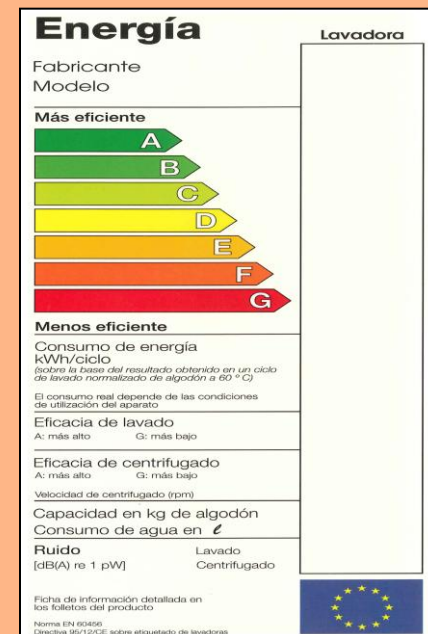 Energía
Lavadora
Fabricante
Modelo
Más eficiente
A
B
C
D
E
F
G
Menos eficiente
Consumo de energía
kWh/ciclo
(sobre la base del resultado obtenido en un ciclo
de lavado normalizado de algodón a 60 º C)
El consumo real depende de las condiciones
de utilización del aparato
Eficacia de lavado
A: más alto G: más bajo
Eficacia de centrifugado
A: más alto G: más bajo
Velocidad de centrifugado (rpm)
Capacidad en kg de algodón
Consumo de agua en ℓ
Ruido Lavado
[dB(A) re 1 pW] Centrifugado
Ficha de información detallada en
los folletos del producto
Norma EN 60456
Directiva 95/12/CE sobre etiquetado de lavadoras